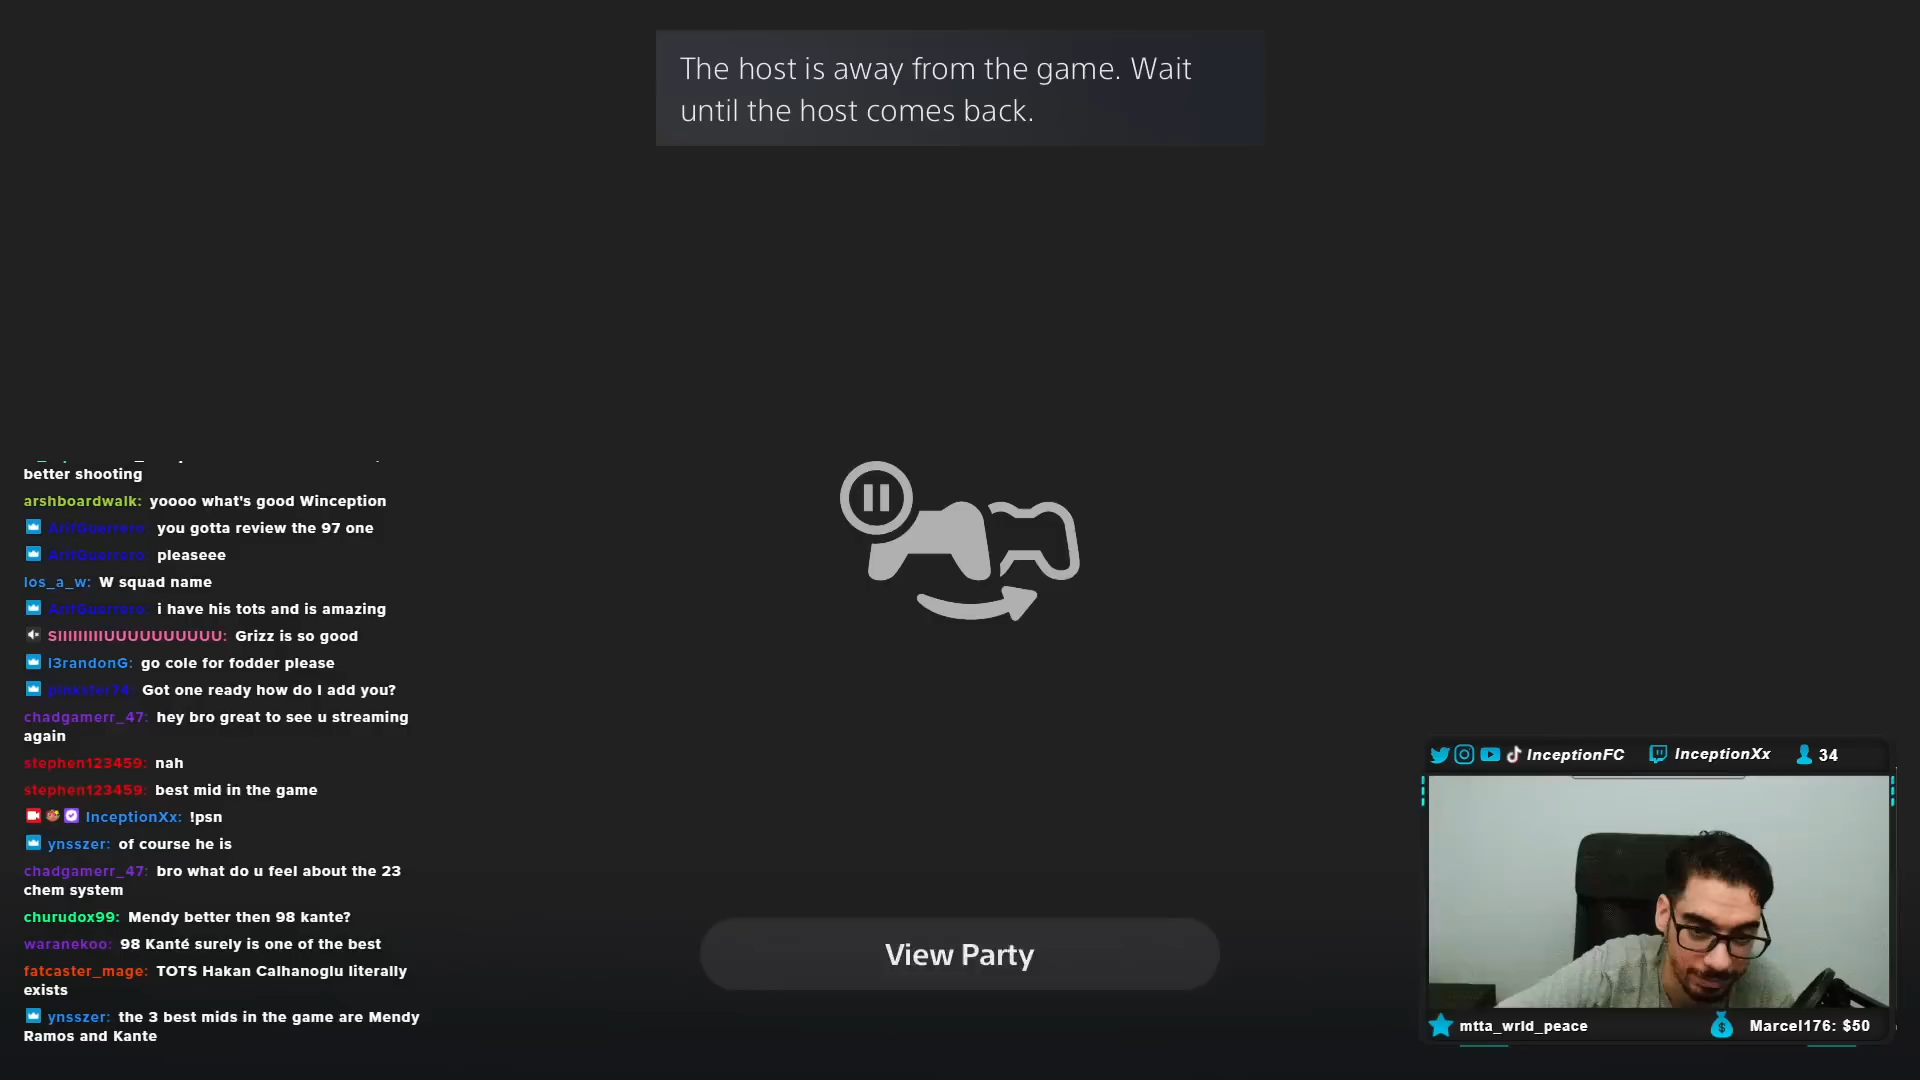 The host is away from the game. Wait
until the host comes back.
better shooting
arshboardwalk: yoooo what's good Winception
ArifGuerrero: you gotta review the 97 one
ArifGuerrero: pleaseee
los_a_w: W squad name
ArifGuerrero: i have his tots and is amazing
SIIIIIIIIUUUUUUUUUU: Grizz is so good
l3randonG: go cole for fodder please
pinkster74: Got one ready how do I add you?
chadgamerr_47: hey bro great to see u streaming
again
stephen123459: nah
stephen123459: best mid in the game
InceptionXx: !psn
ynsszer: of course he is
chadgamerr_47: bro what do u feel about the 23
chem system
churudox99: Mendy better then 98 kante?
waranekoo: 98 Kanté surely is one of the best
fatcaster_mage: TOTS Hakan Calhanoglu literally
exists
ynsszer: the 3 best mids in the game are Mendy
Ramos and Kante
View Party
InceptionFC InceptionXx 34
mtta_wrld_peace Marcel176: $50